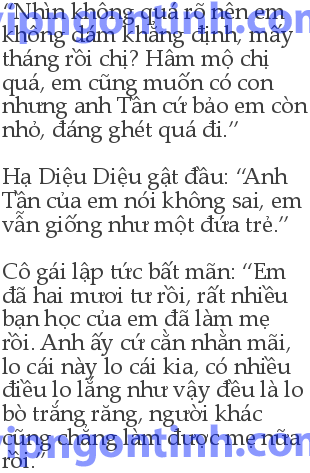 “Nhìn không quá rõ nên em
không dám khẳng định, mấy
tháng rồi chị? Hâm mộ chị
quá, em cũng muốn có con
nhưng anh Tần cứ bảo em còn
nhỏ, đáng ghét quá đi.”
Hạ Diệu Diệu gật đầu: “Anh
Tần của em nói không sai, em
vẫn giống như một đứa trẻ.”
Cô gái lập tức bất mãn: “Em
đã hai mươi tư rồi, rất nhiều
bạn học của em đã làm mẹ
rồi. Anh ấy cứ cằn nhằn mãi,
lo cái này lo cái kia, có nhiều
điều lo lắng như vậy đều là lo
bò trắng răng, người khác
cũng chẳng làm được mẹ nữa
rồi.”
vipngontinh.com
vipngontinh.com